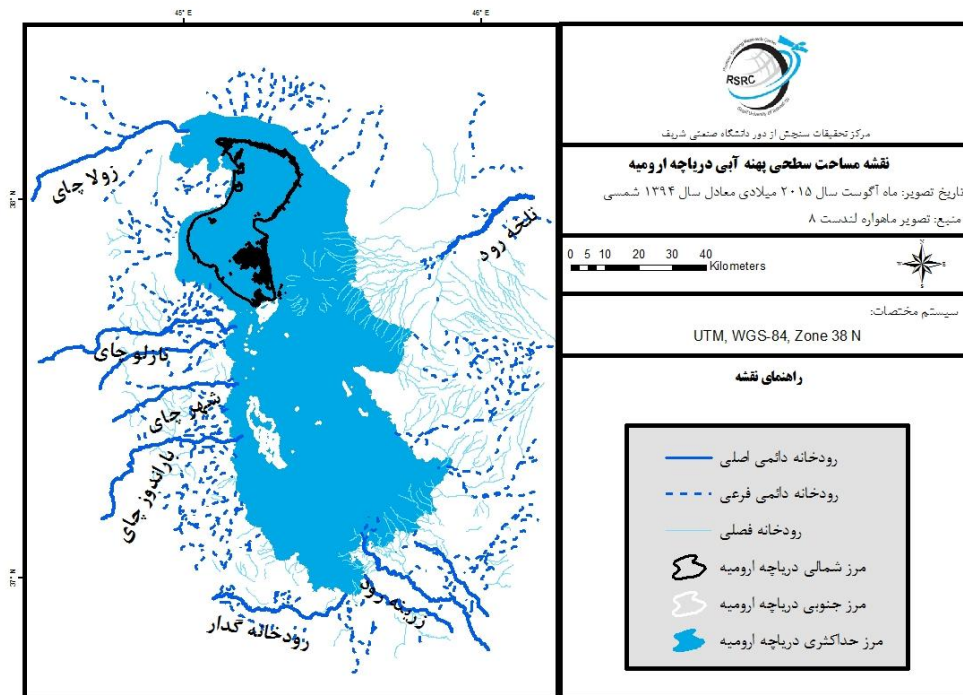 45°E
46°E
38°N
37°N
زولا چای
تلخه رود
نازلو چای
شهر چای
باراندوز چای
رودخانه گدار
زرینه رود
RSRC
مرکز تحقیقات سنجش از دور دانشگاه صنعتی شریف
نقشه مساحت سطحی پهنه آبی دریاچه ارومیه
تاریخ تصویر: ماه آگوست سال ۲۰۱۵ میلادی معادل سال ۱۳۹۴ شمسی
منبع: تصویر ماهواره لندست ۸
0 5 10 20 30 40
Kilometers
سیستم مختصات:
UTM, WGS-84, Zone 38 N
راهنمای نقشه
رودخانه دائمی اصلی
رودخانه دائمی فرعی
رودخانه فصلی
مرز شمالی دریاچه ارومیه
مرز جنوبی دریاچه ارومیه
مرز حداکثری دریاچه ارومیه